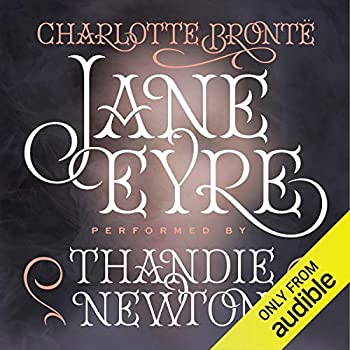 CHARLOTTE BRONTË
JANE
EYRE
PERFORMED BY
THANDIE
NEWTON
ONLY FROM
audible